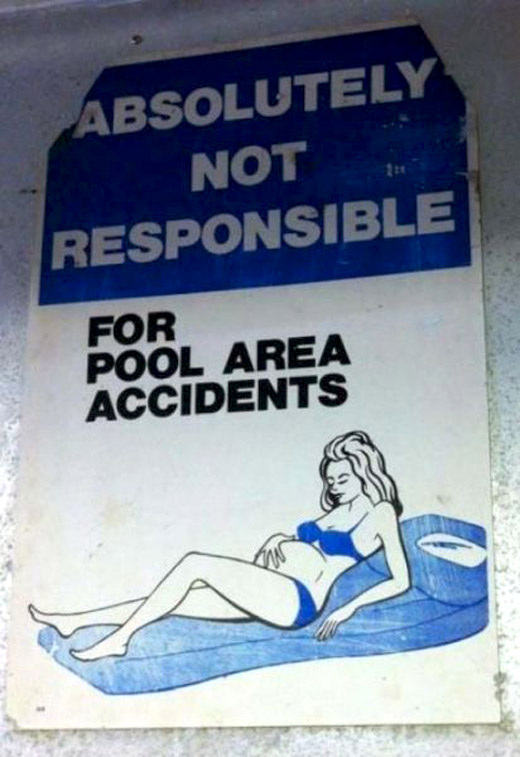 ABSOLUTELY
NOT
RESPONSIBLE
FOR
POOL AREA
ACCIDENTS